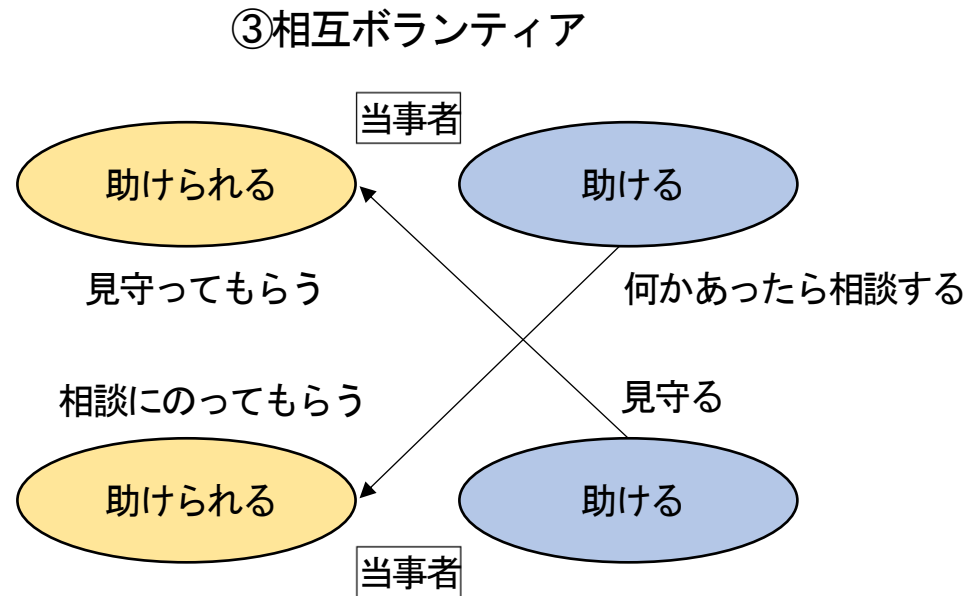 ③相互ボランティア
当事者
助けられる
助ける
見守ってもらう
何かあったら相談する
相談にのってもらう
見守る
助けられる
助ける
当事者